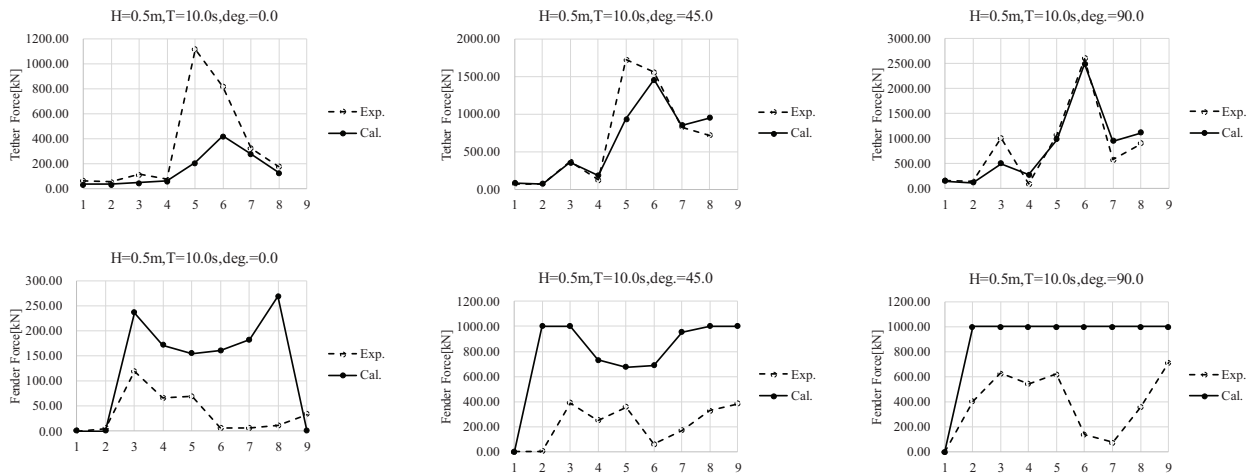 H=0.5m,T=10.0s,deg.=0.0
Tether Force[kN]
1200.00
1000.00
800.00
600.00
400.00
200.00
0.00
1 2 3 4 5 6 7 8 9
Exp.
Cal.
H=0.5m,T=10.0s,deg.=45.0
Tether Force[kN]
2000.00
1500.00
1000.00
500.00
0.00
1 2 3 4 5 6 7 8 9
Exp.
Cal.
H=0.5m,T=10.0s,deg.=90.0
Tether Force[kN]
3000.00
2500.00
2000.00
1500.00
1000.00
500.00
0.00
1 2 3 4 5 6 7 8 9
Exp.
Cal.
H=0.5m,T=10.0s,deg.=0.0
Fender Force[kN]
300.00
250.00
200.00
150.00
100.00
50.00
0.00
1 2 3 4 5 6 7 8 9
Exp.
Cal.
H=0.5m,T=10.0s,deg.=45.0
Fender Force[kN]
1200.00
1000.00
800.00
600.00
400.00
200.00
0.00
1 2 3 4 5 6 7 8 9
Exp.
Cal.
H=0.5m,T=10.0s,deg.=90.0
Fender Force[kN]
1200.00
1000.00
800.00
600.00
400.00
200.00
0.00
1 2 3 4 5 6 7 8 9
Exp.
Cal.